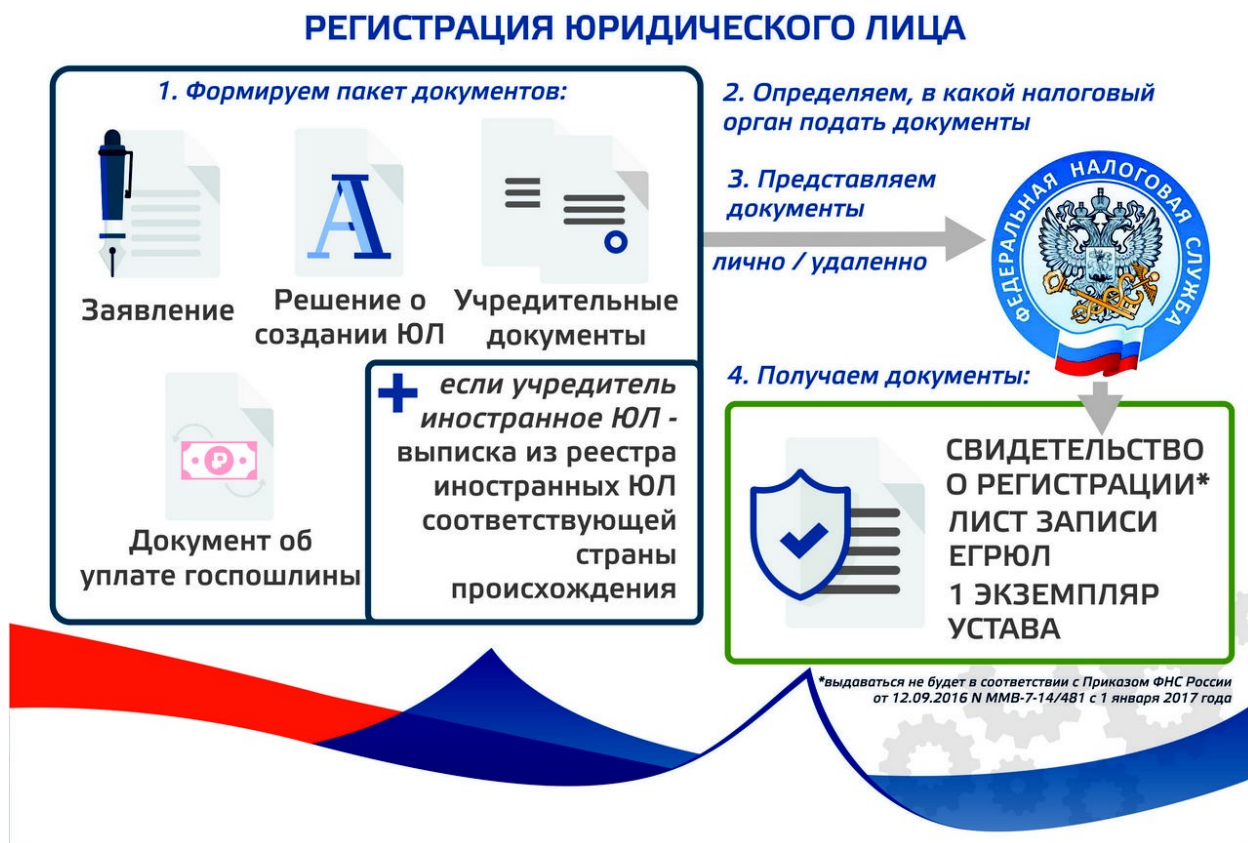 РЕГИСТРАЦИЯ ЮРИДИЧЕСКОГО ЛИЦА
1. Формируем пакет документов:
Заявление
Решение о
создании ЮЛ
Учредительные
документы
Документ об
уплате госпошлины
+ если учредитель
иностранное ЮЛ -
выписка из реестра
иностранных ЮЛ
соответствующей
страны
происхождения
2. Определяем, в какой налоговый
орган подать документы
3. Представляем
документы
лично / удаленно
ФЕДЕРАЛЬНАЯ НАЛОГОВАЯ СЛУЖБА
4. Получаем документы:
СВИДЕТЕЛЬСТВО
О РЕГИСТРАЦИИ*
ЛИСТ ЗАПИСИ
ЕГРЮЛ
1 ЭКЗЕМПЛЯР
УСТАВА
*выдаваться не будет в соответствии с Приказом ФНС России
от 12.09.2016 N ММВ-7-14/481 с 1 января 2017 года